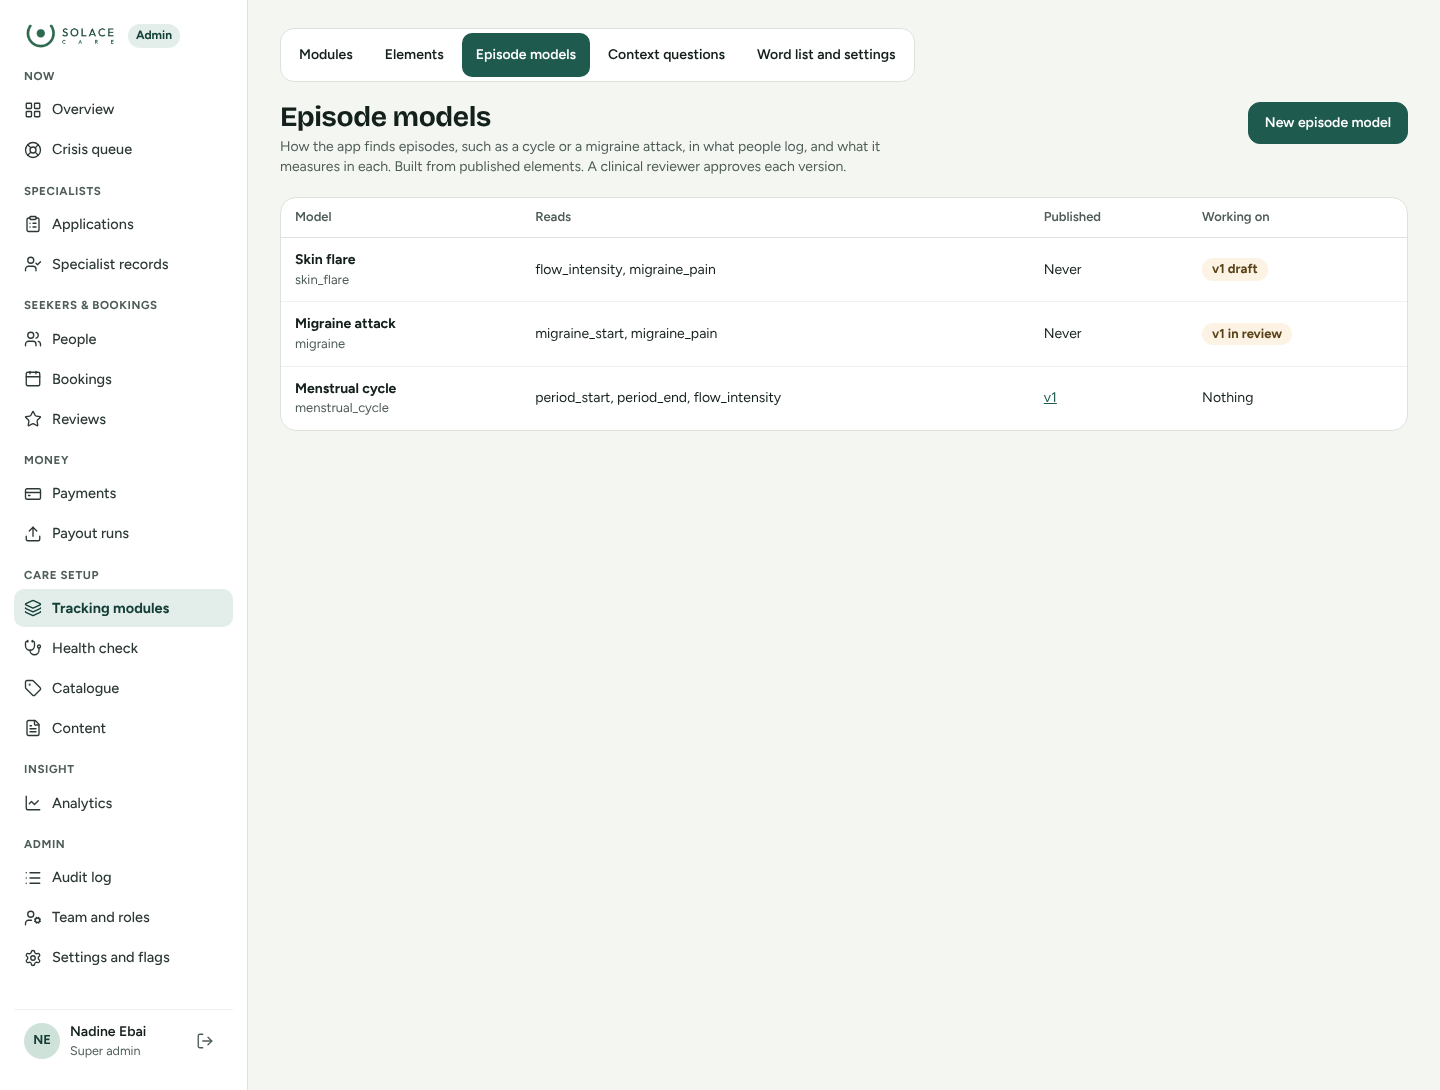 SOLACE
CARE
Admin
NOW
Overview
Crisis queue
SPECIALISTS
Applications
Specialist records
SEEKERS & BOOKINGS
People
Bookings
Reviews
MONEY
Payments
Payout runs
CARE SETUP
Tracking modules
Health check
Catalogue
Content
INSIGHT
Analytics
ADMIN
Audit log
Team and roles
Settings and flags
NE
Nadine Ebai
Super admin
Modules Elements Episode models Context questions Word list and settings
Episode models
New episode model
How the app finds episodes, such as a cycle or a migraine attack, in what people log, and what it
measures in each. Built from published elements. A clinical reviewer approves each version.
Model Reads Published Working on
Skin flare
skin_flare
flow_intensity, migraine_pain
Never
v1 draft
Migraine attack
migraine
migraine_start, migraine_pain
Never
v1 in review
Menstrual cycle
menstrual_cycle
period_start, period_end, flow_intensity
v1
Nothing